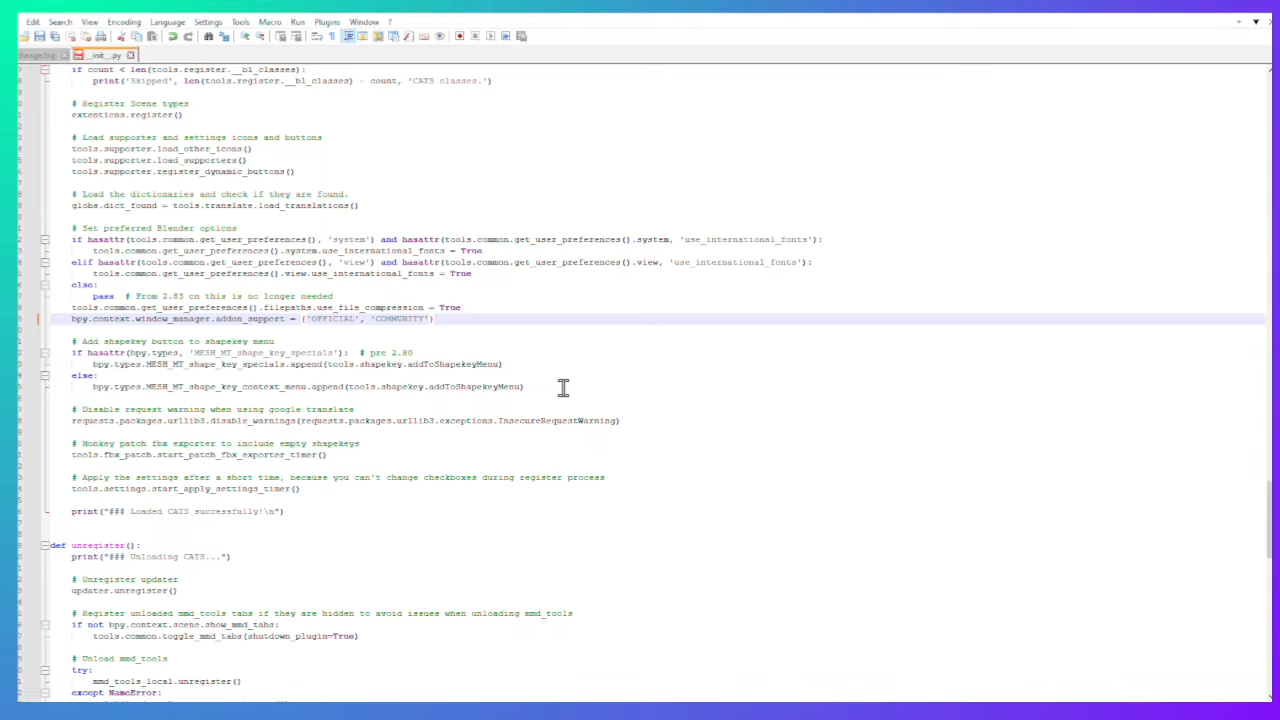 Edit Search View Encoding Language Settings Tools Macro Run Plugins Window ?
change.log __init__.py
if count < len(tools.register.__bl_classes):
print('Skipped', len(tools.register.__bl_classes) - count, 'CATS classes.')
# Register Scene types
extentions.register()
# Load supporter and settings icons and buttons
tools.supporter.load_other_icons()
tools.supporter.load_supporters()
tools.supporter.register_dynamic_buttons()
# Load the dictionaries and check if they are found.
globs.dict_found = tools.translate.load_translations()
# Set preferred Blender options
if hasattr(tools.common.get_user_preferences(), 'system') and hasattr(tools.common.get_user_preferences().system, 'use_international_fonts'):
tools.common.get_user_preferences().system.use_international_fonts = True
elif hasattr(tools.common.get_user_preferences(), 'view') and hasattr(tools.common.get_user_preferences().view, 'use_international_fonts'):
tools.common.get_user_preferences().view.use_international_fonts = True
else:
pass # From 2.83 on this is no longer needed
tools.common.get_user_preferences().filepaths.use_file_compression = True
bpy.context.window_manager.addon_support = {'OFFICIAL', 'COMMUNITY'}
# Add shapekey button to shapekey menu
if hasattr(bpy.types, 'MESH_MT_shape_key_specials'): # pre 2.80
bpy.types.MESH_MT_shape_key_specials.append(tools.shapekey.addToShapekeyMenu)
else:
bpy.types.MESH_MT_shape_key_context_menu.append(tools.shapekey.addToShapekeyMenu)
# Disable request warning when using google translate
requests.packages.urllib3.disable_warnings(requests.packages.urllib3.exceptions.InsecureRequestWarning)
# Monkey patch fbx exporter to include empty shapekeys
tools.fbx_patch.start_patch_fbx_exporter_timer()
# Apply the settings after a short time, because you can't change checkboxes during register process
tools.settings.start_apply_settings_timer()
print("### Loaded CATS successfully!\n")
def unregister():
print("### Unloading CATS...")
# Unregister updater
updater.unregister()
# Register unloaded mmd_tools tabs if they are hidden to avoid issues when unloading mmd_tools
if not bpy.context.scene.show_mmd_tabs:
tools.common.toggle_mmd_tabs(shutdown_plugin=True)
# Unload mmd_tools
try:
mmd_tools_local.unregister()
except NameError: